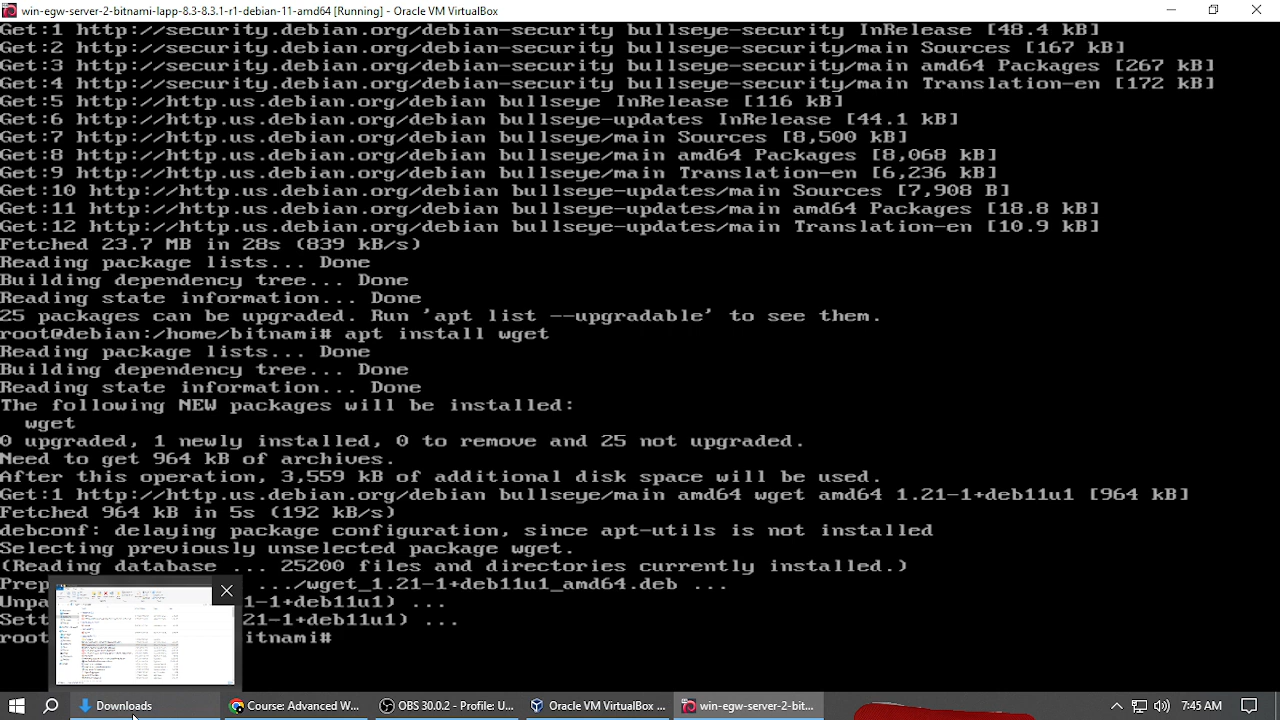 win-egw-server-2-bitnami-lapp-8.3-8.3.1-r1-debian-11-amd64 [Running] - Oracle VM VirtualBox
Get:1 http://security.debian.org/debian-security bullseye-security InRelease [48.4 kB]
Get:2 http://security.debian.org/debian-security bullseye-security/main Sources [167 kB]
Get:3 http://security.debian.org/debian-security bullseye-security/main amd64 Packages [267 kB]
Get:4 http://security.debian.org/debian-security bullseye-security/main Translation-en [172 kB]
Get:5 http://http.us.debian.org/debian bullseye InRelease [116 kB]
Get:6 http://http.us.debian.org/debian bullseye-updates InRelease [44.1 kB]
Get:7 http://http.us.debian.org/debian bullseye/main Sources [8,500 kB]
Get:8 http://http.us.debian.org/debian bullseye/main amd64 Packages [8,068 kB]
Get:9 http://http.us.debian.org/debian bullseye/main Translation-en [6,236 kB]
Get:10 http://http.us.debian.org/debian bullseye-updates/main Sources [7,908 B]
Get:11 http://http.us.debian.org/debian bullseye-updates/main amd64 Packages [18.8 kB]
Get:12 http://http.us.debian.org/debian bullseye-updates/main Translation-en [10.9 kB]
Fetched 23.7 MB in 28s (839 kB/s)
Reading package lists... Done
Building dependency tree... Done
Reading state information... Done
25 packages can be upgraded. Run 'apt list --upgradable' to see them.
root@debian:/home/bitnami# apt install wget
Reading package lists... Done
Building dependency tree... Done
Reading state information... Done
The following NEW packages will be installed:
wget
0 upgraded, 1 newly installed, 0 to remove and 25 not upgraded.
Need to get 964 kB of archives.
After this operation, 3,559 kB of additional disk space will be used.
Get:1 http://http.us.debian.org/debian bullseye/main amd64 wget amd64 1.21-1+deb11u1 [964 kB]
Fetched 964 kB in 5s (192 kB/s)
debconf: delaying package configuration, since apt-utils is not installed
Selecting previously unselected package wget.
(Reading database ... 25200 files and directories currently installed.)
Prep .../wget_1.21-1+deb11u1_amd64.deb ...
1-1+deb11u1) ...
1-1+deb11u1) ...
nami#
Downloads
Course: Advanced W...
OBS 30.0.2 - Profile: U...
Oracle VM VirtualBox ...
win-egw-server-2-bit...
7:45 AM